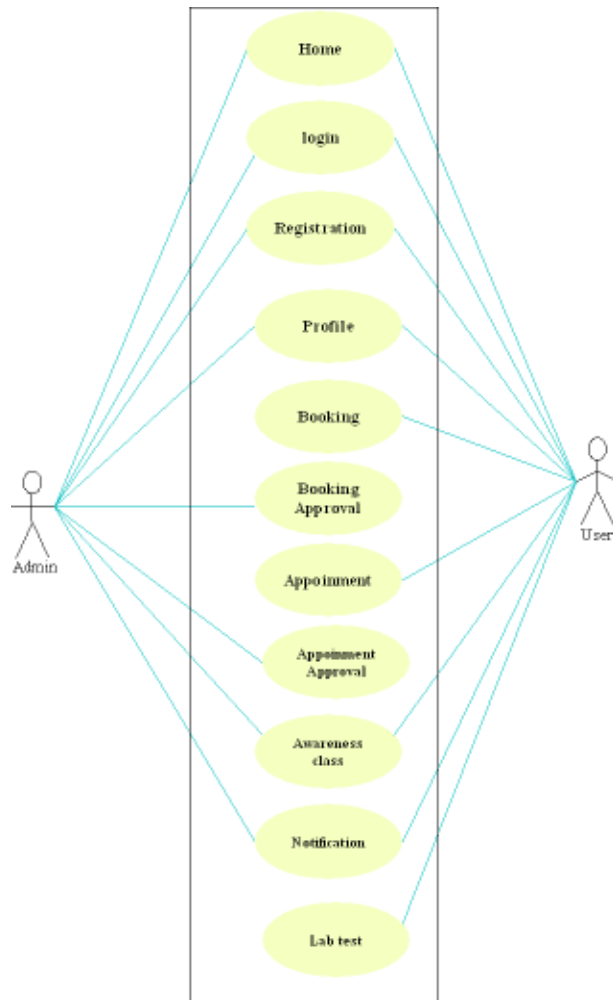 Home
login
Registration
Profile
Booking
Booking
Approval
Admin
User
Appoinment
Appoinment
Approval
Awareness
class
Notification
Lab test